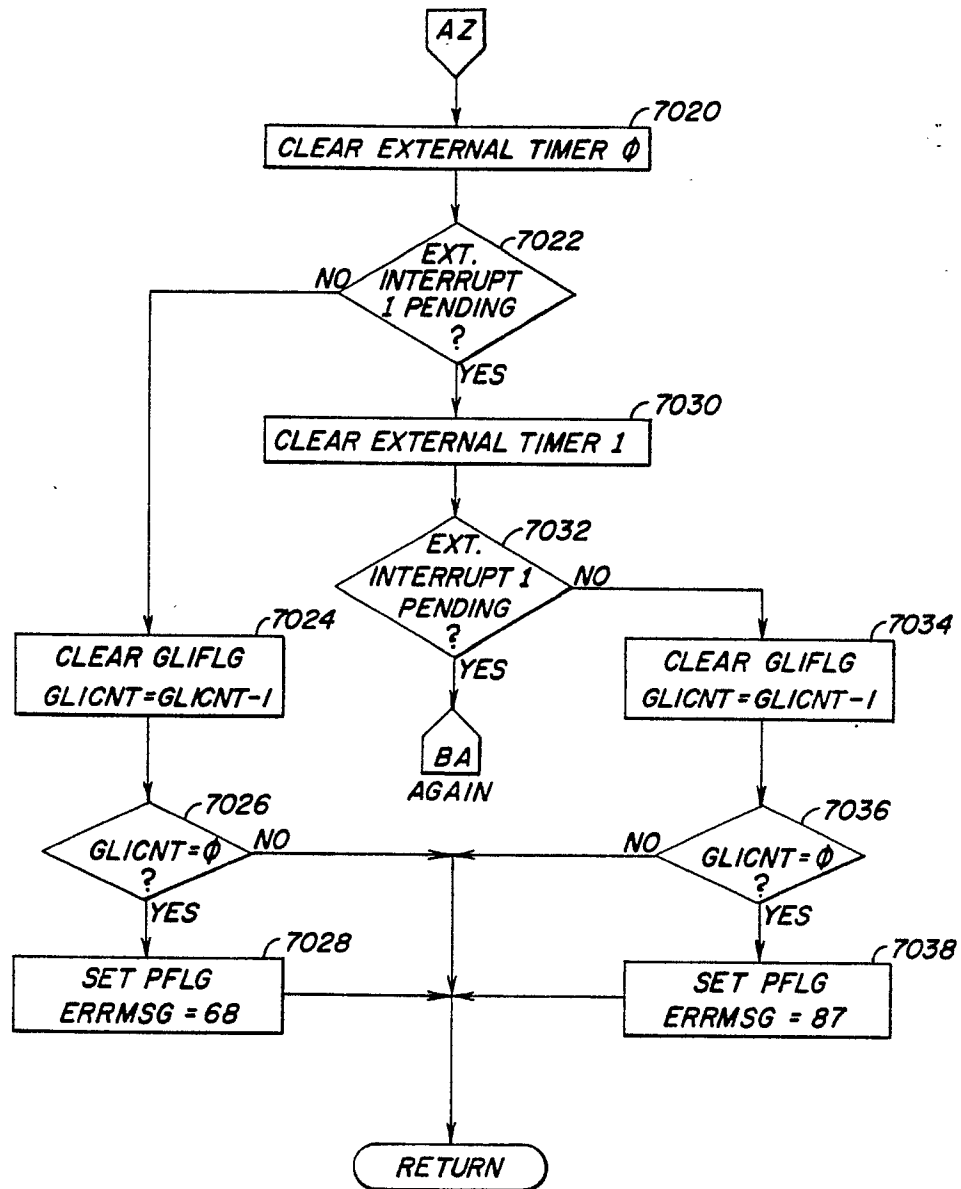 AZ
7020
CLEAR EXTERNAL TIMER φ
7022
EXT.
INTERRUPT
1 PENDING
?
NO
YES
7030
CLEAR EXTERNAL TIMER 1
7032
EXT.
INTERRUPT 1
PENDING
?
NO
YES
7024
CLEAR GLIFLG
GLICNT=GLICNT-1
7034
CLEAR GLIFLG
GLICNT=GLICNT-1
BA
AGAIN
7026
GLICNT=φ
?
NO
YES
7036
NO
GLICNT=φ
?
YES
7028
SET PFLG
ERRMSG = 68
7038
SET PFLG
ERRMSG = 87
RETURN